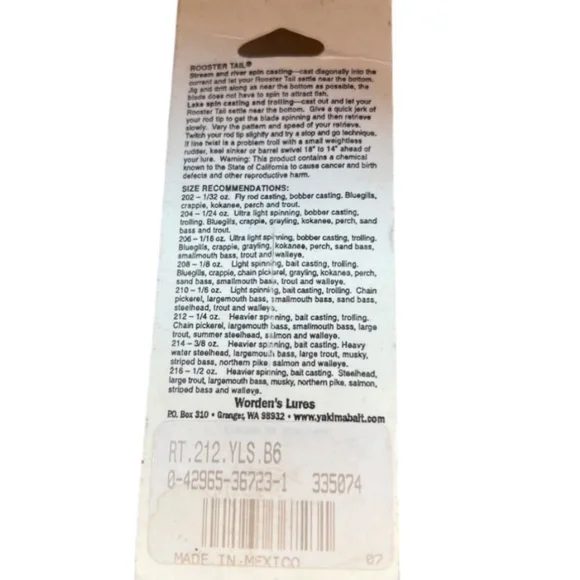 ROOSTER TAIL®
Stream and river spin casting—cast diagonally into the
current and let your Rooster Tail settle near the bottom.
Jig and drift along as near the bottom as possible, the
blade does not have to spin to attract fish.
Lake spin casting and trolling—cast out and let your
Rooster Tail settle near the bottom. Give a quick jerk of
your rod tip to get the blade spinning and then retrieve
slowly. Vary the pattern and speed of your retrieve.
Twitch your rod tip slightly and try a stop and go technique.
If line twist is a problem troll with a small weightless
rudder, keel sinker or barrel swivel 18" to 14" ahead of
your lure. Warning: This product contains a chemical
known to the State of California to cause cancer and birth
defects and other reproductive harm.
SIZE RECOMMENDATIONS:
202 – 1/32 oz. Fly rod casting, bobber casting. Bluegills,
crappie, kokanee, perch and trout.
204 – 1/24 oz. Ultra light spinning, bobber casting,
trolling. Bluegills, crappie, grayling, kokanee, perch, sand
bass and trout.
206 – 1/16 oz. Ultra light spinning, bobber casting, trolling.
Bluegills, crappie, grayling, kokanee, perch, sand bass,
smallmouth bass, trout and walleye.
208 – 1/8 oz. Light spinning, bait casting, trolling.
Bluegills, crappie, chain pickerel, grayling, kokanee, perch,
sand bass, smallmouth bass, trout and walleye.
210 – 1/6 oz. Light spinning, bait casting, trolling. Chain
pickerel, largemouth bass, smallmouth bass, sand bass,
steelhead, trout and walleye.
212 – 1/4 oz. Heavier spinning, bait casting, trolling.
Chain pickerel, largemouth bass, smallmouth bass, large
trout, summer steelhead, salmon and walleye.
214 – 3/8 oz. Heavier spinning, bait casting. Heavy
water steelhead, largemouth bass, large trout, musky,
striped bass, northern pike, salmon and walleye.
216 – 1/2 oz. Heavier spinning, bait casting. Steelhead,
large trout, largemouth bass, musky, northern pike, salmon,
striped bass and walleye.
Worden's Lures
P.O. Box 310 • Granger, WA 98932 • www.yakimabait.com
RT.212.YLS.B6
0-42965-36723-1 335074
MADE IN MEXICO 07